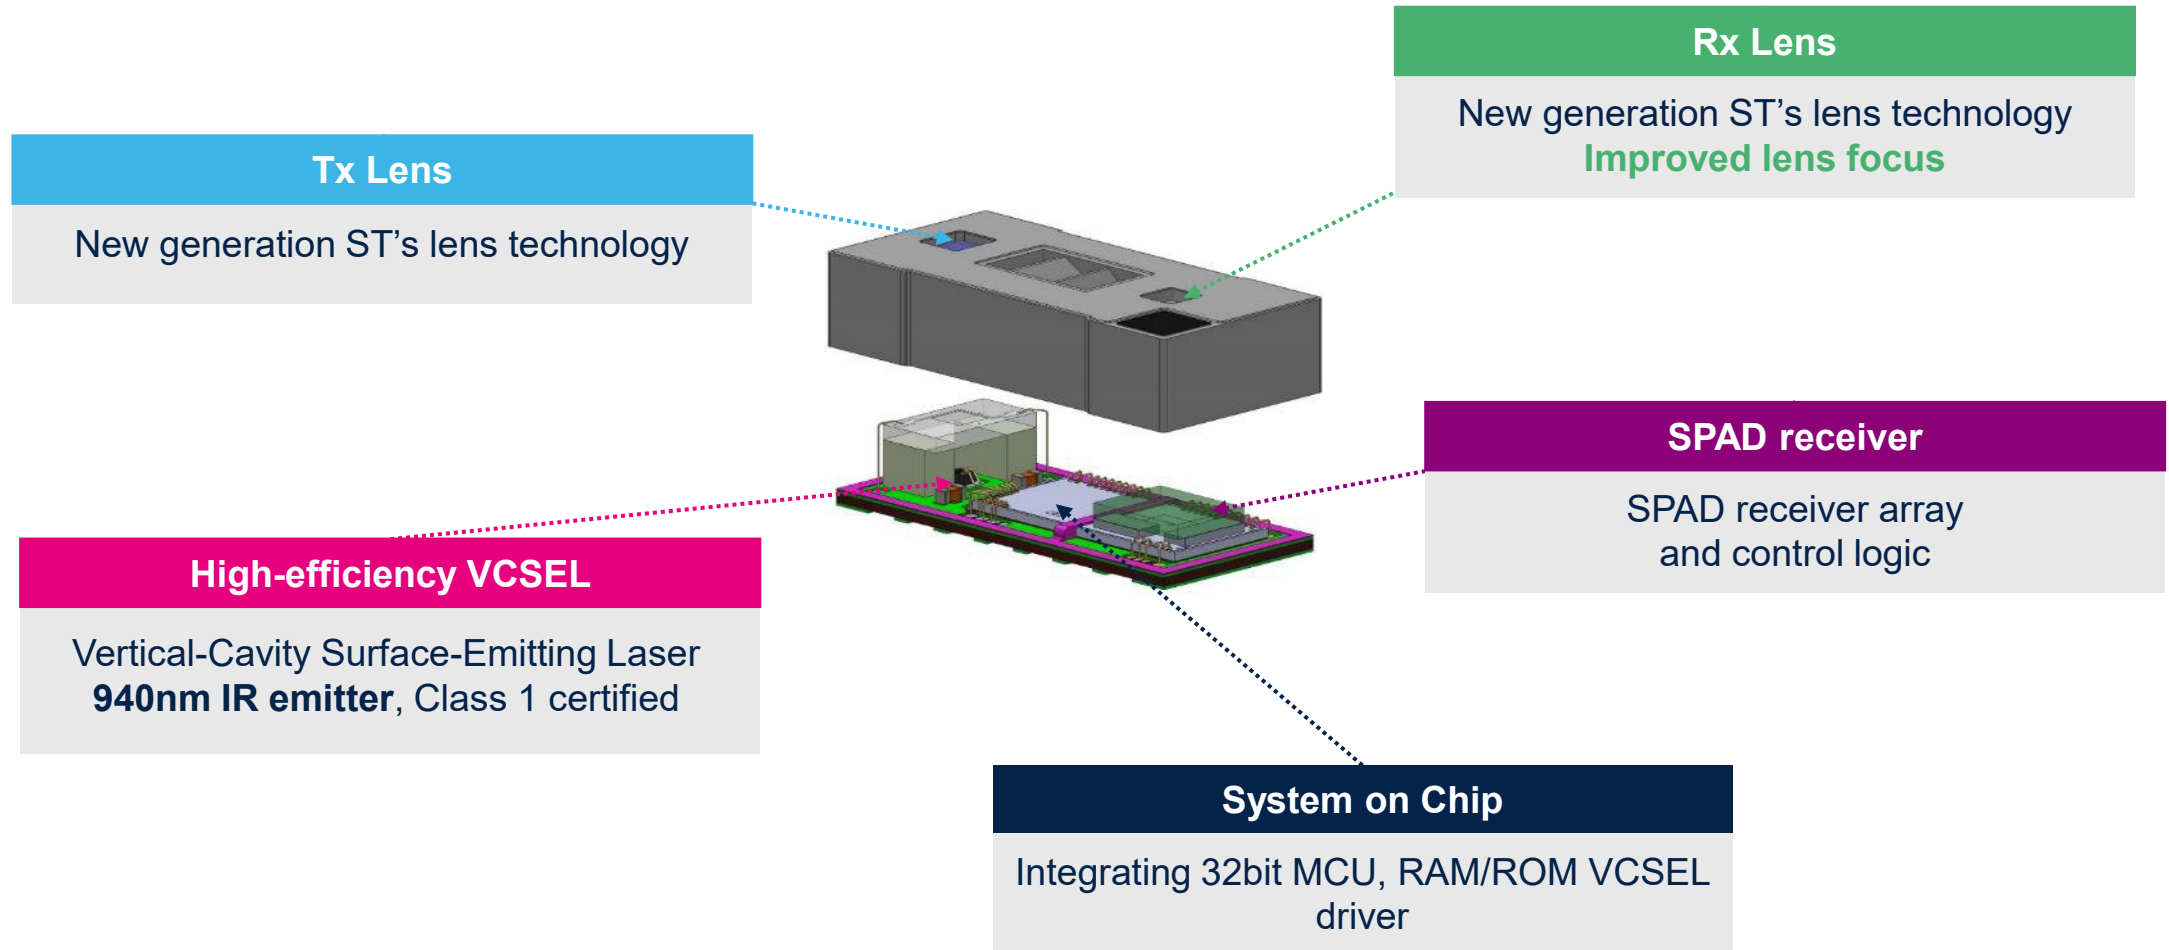 Rx Lens
New generation ST’s lens technology
Improved lens focus
Tx Lens
New generation ST’s lens technology
SPAD receiver
SPAD receiver array
and control logic
High-efficiency VCSEL
Vertical-Cavity Surface-Emitting Laser
940nm IR emitter, Class 1 certified
System on Chip
Integrating 32bit MCU, RAM/ROM VCSEL
driver